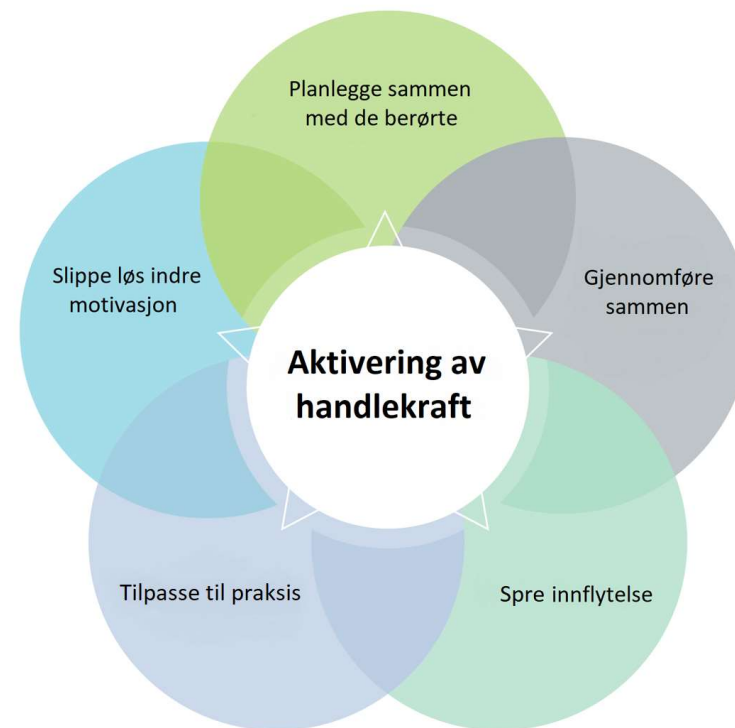 Planlegge sammen
med de berørte
Slippe løs indre
motivasjon
Gjennomføre
sammen
Aktivering av
handlekraft
Tilpasse til praksis
Spre innflytelse